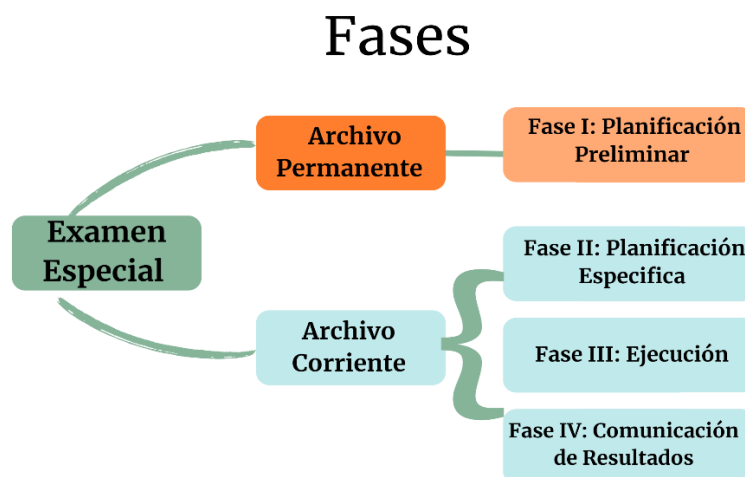 Fases
Archivo
Permanente
Fase I: Planificación
Preliminar
Examen
Especial
Archivo
Corriente
Fase II: Planificación
Especifica
Fase III: Ejecución
Fase IV: Comunicación
de Resultados